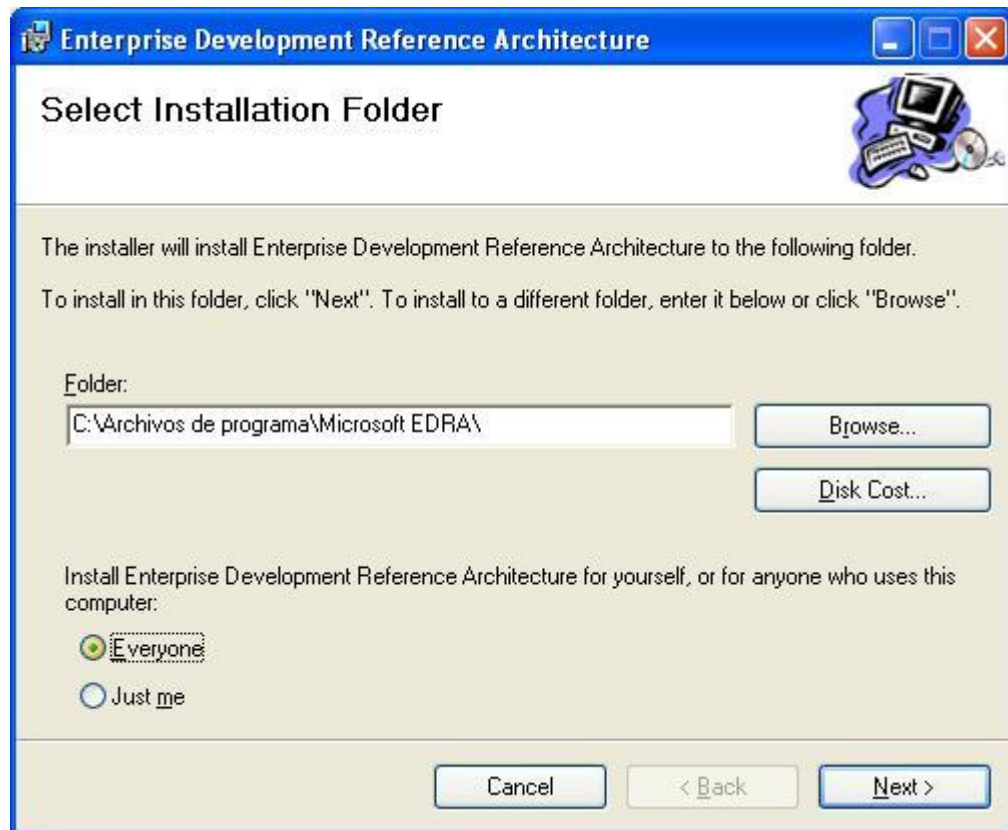 Enterprise Development Reference Architecture
Select Installation Folder
The installer will install Enterprise Development Reference Architecture to the following folder.
To install in this folder, click "Next". To install to a different folder, enter it below or click "Browse".
Folder:
C:\Archivos de programa\Microsoft EDRA\
Browse...
Disk Cost...
Install Enterprise Development Reference Architecture for yourself, or for anyone who uses this
computer:
Everyone
Just me
Cancel
< Back
Next >